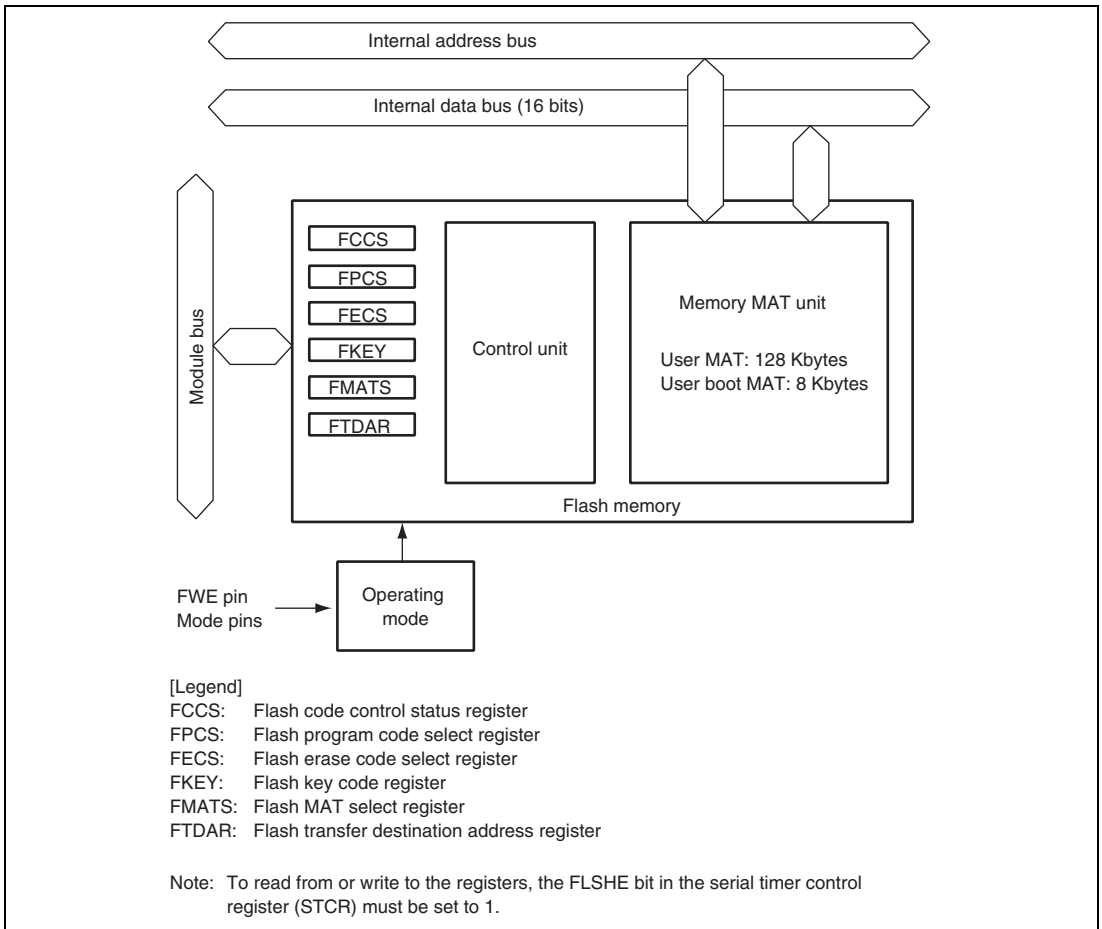 Internal address bus
Internal data bus (16 bits)
Module bus
FCCS
FPCS
FECS
FKEY
FMATS
FTDAR
Control unit
Memory MAT unit
User MAT: 128 Kbytes
User boot MAT: 8 Kbytes
Flash memory
FWE pin
Mode pins
Operating
mode
[Legend]
FCCS: Flash code control status register
FPCS: Flash program code select register
FECS: Flash erase code select register
FKEY: Flash key code register
FMATS: Flash MAT select register
FTDAR: Flash transfer destination address register
Note: To read from or write to the registers, the FLSHE bit in the serial timer control
register (STCR) must be set to 1.